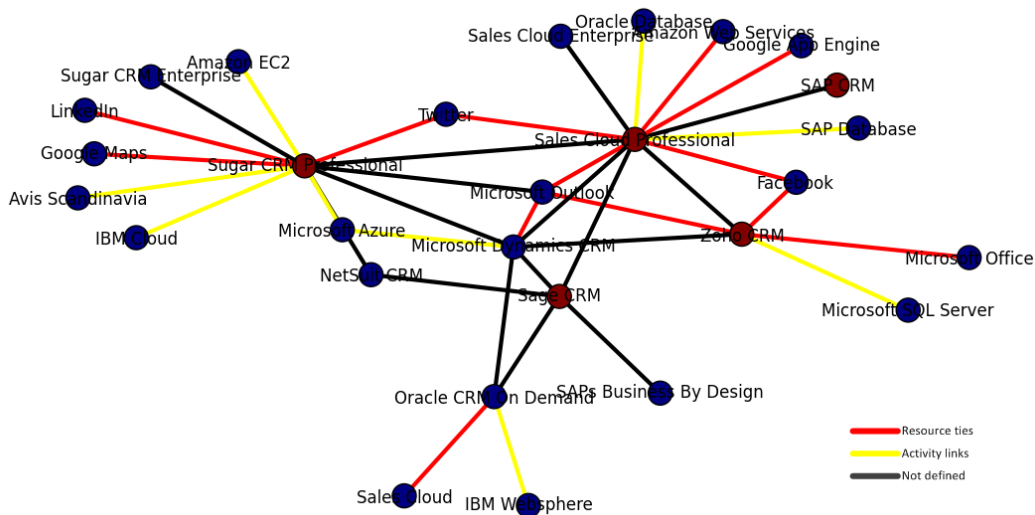 Oracle Database
Sales Cloud Enterprise
Amazon Web Services
Google App Engine
Amazon EC2
Sugar CRM Enterprise
SAP CRM
LinkedIn
Twitter
SAP Database
Sales Cloud Professional
Google Maps
Sugar CRM Professional
Facebook
Microsoft Outlook
Avis Scandinavia
Microsoft Azure
IBM Cloud
Zoho CRM
Microsoft Dynamics CRM
Microsoft Office
NetSuit CRM
Sage CRM
Microsoft SQL Server
SAPs Business By Design
Oracle CRM On Demand
Resource ties
Activity links
Not defined
Sales Cloud
IBM Websphere